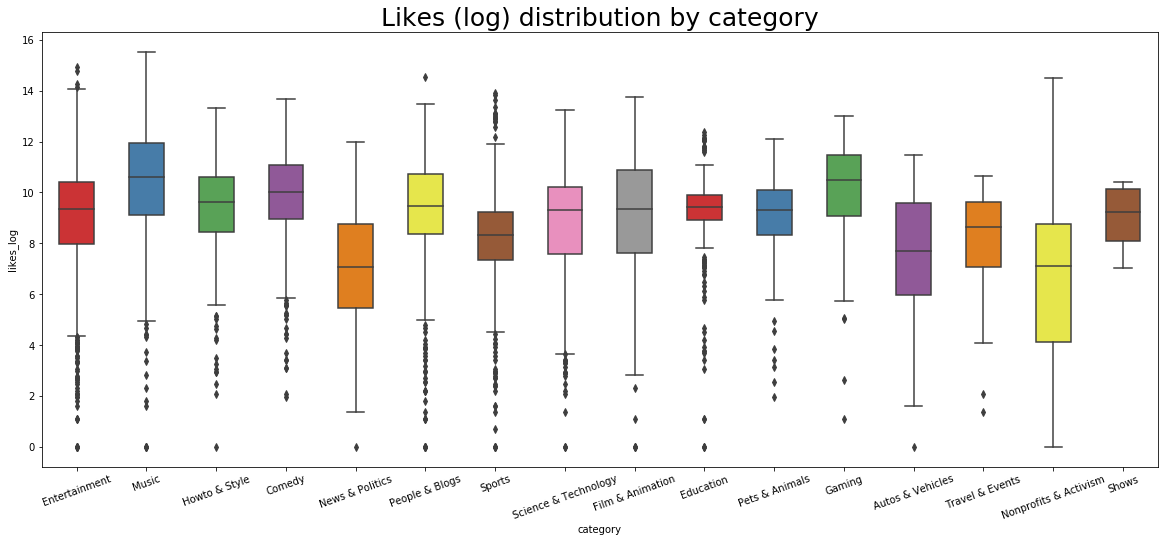 Likes (log) distribution by category
16
14
12
10
8
6
4
2
0
likes_log
Entertainment
Music
Howto & Style
Comedy
News & Politics
People & Blogs
Sports
Science & Technology
Film & Animation
Education
Pets & Animals
Gaming
Autos & Vehicles
Travel & Events
Nonprofits & Activism
Shows
category